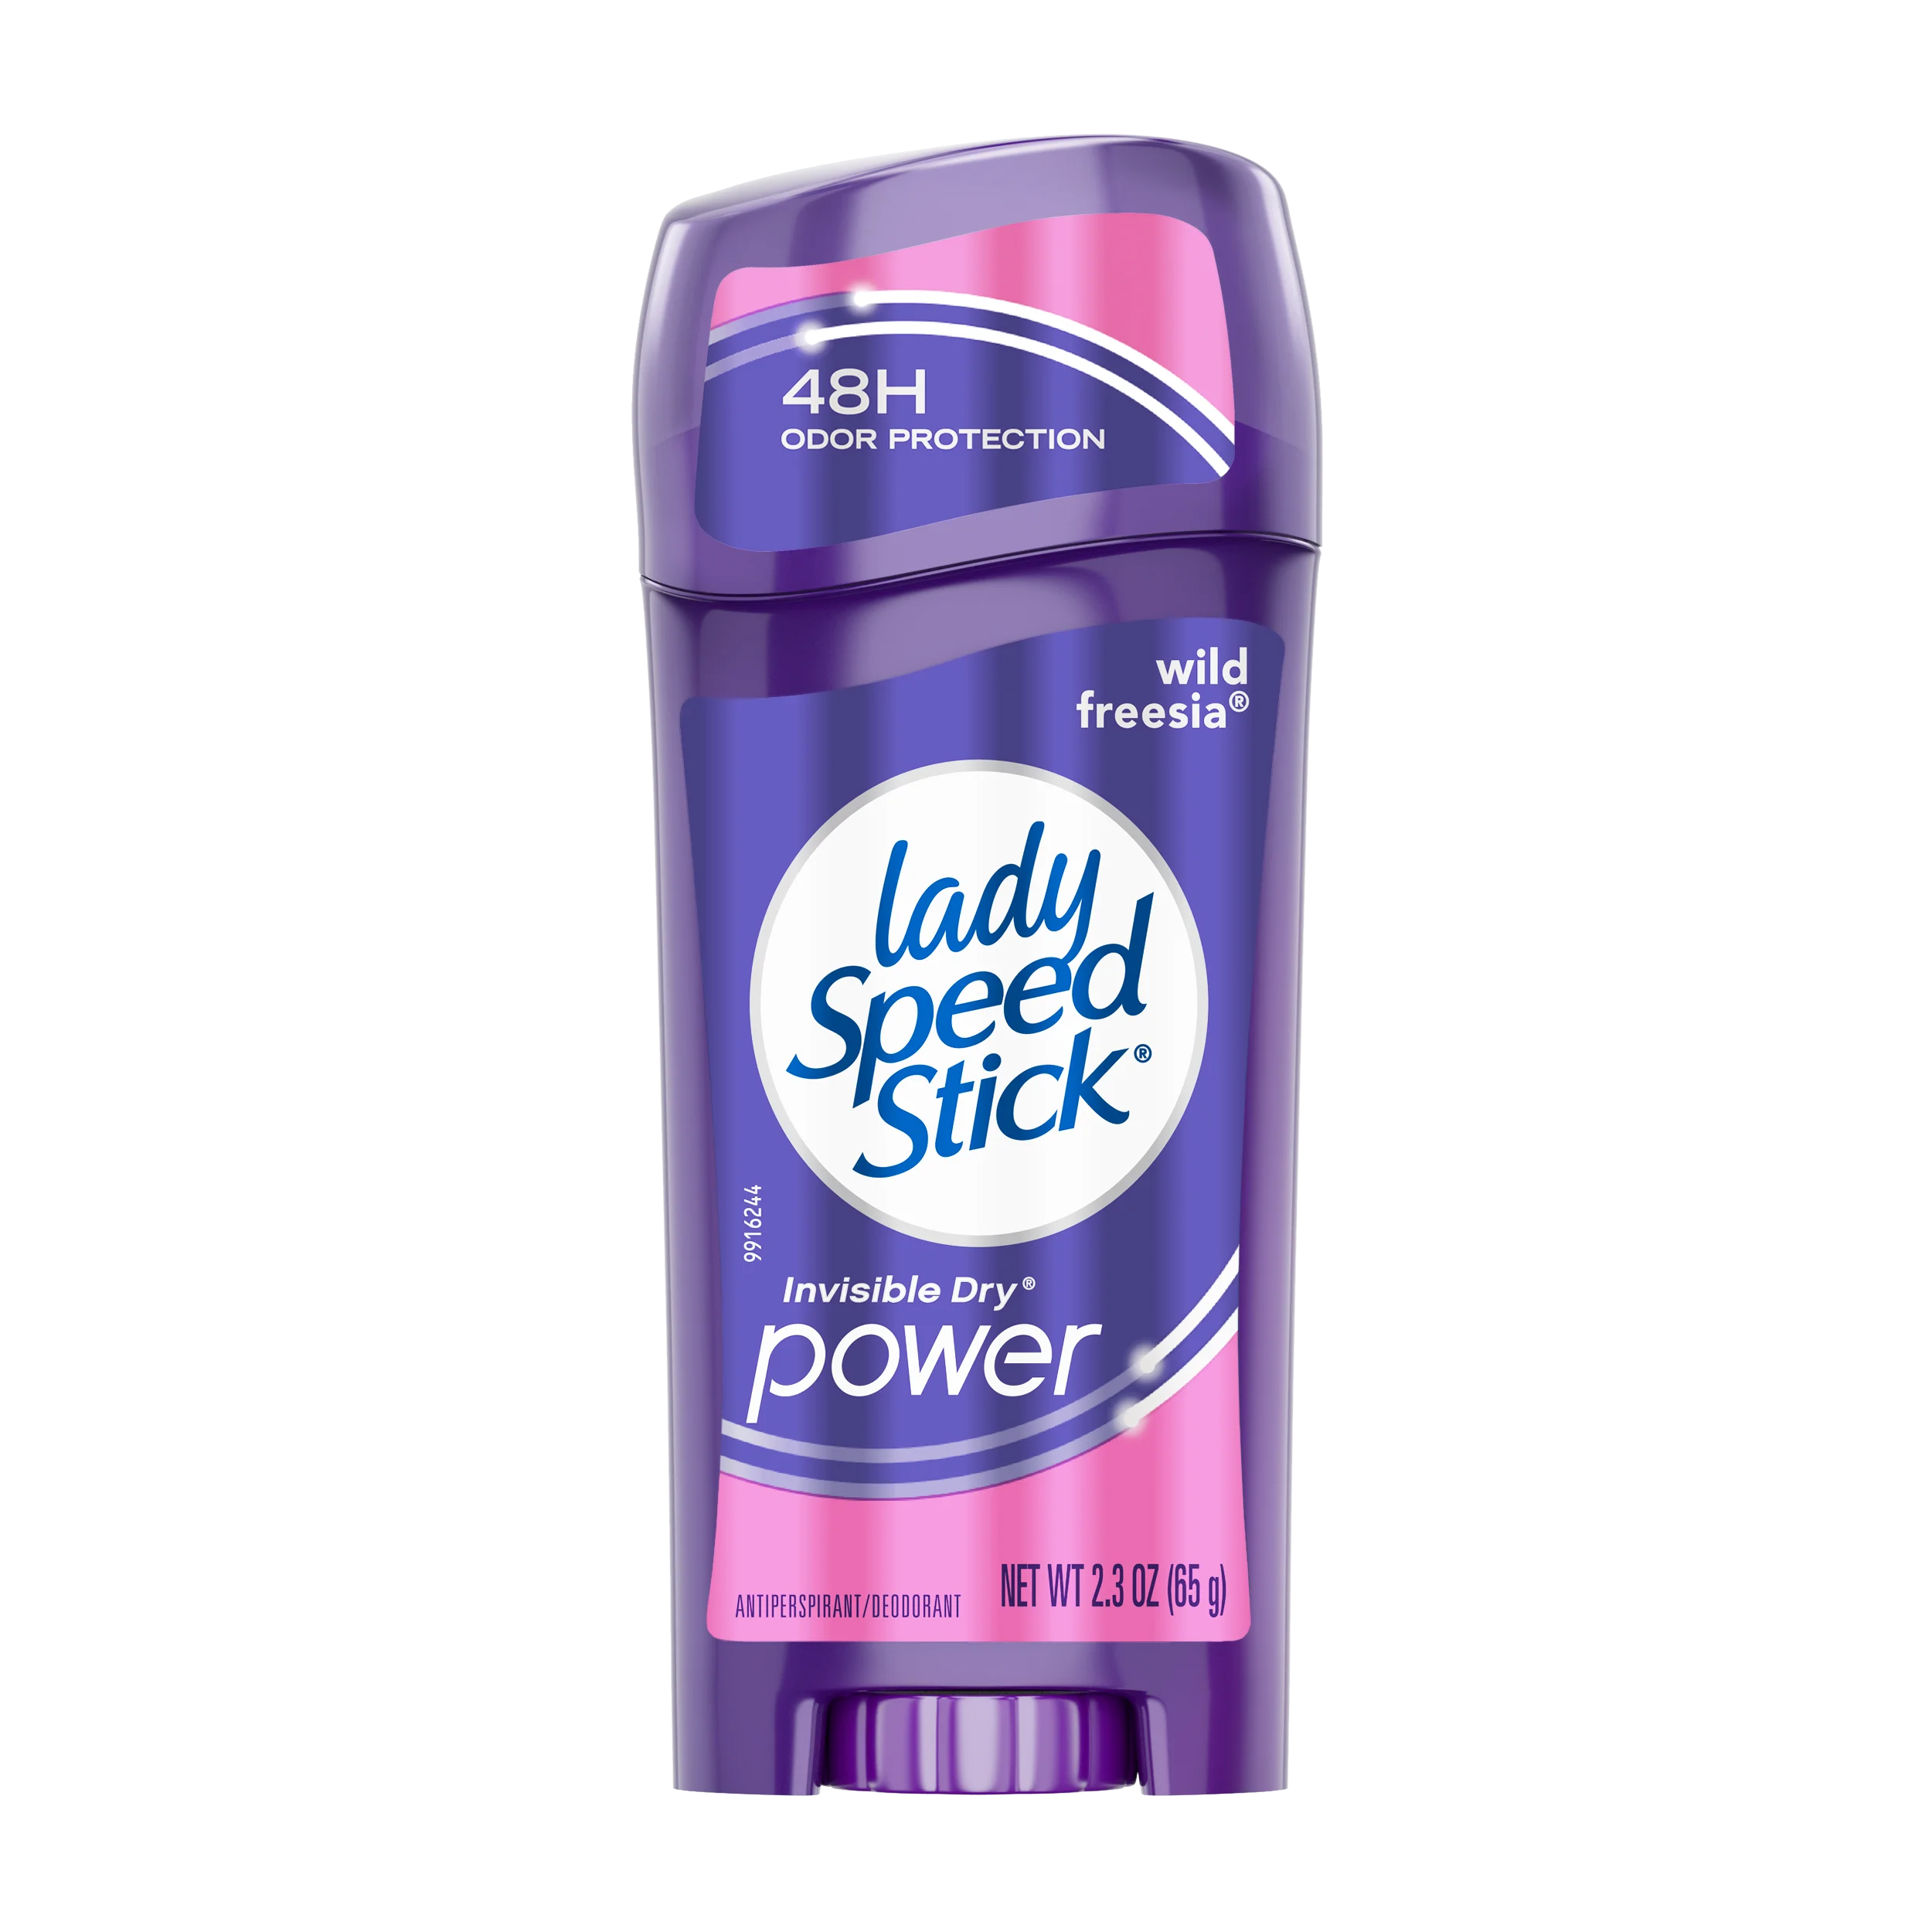 48H
ODOR PROTECTION
wild
freesia®
lady
Speed
Stick®
9916244
Invisible Dry®
power
ANTIPERSPIRANT/DEODORANT
NET WT 2.3 OZ (65 g)